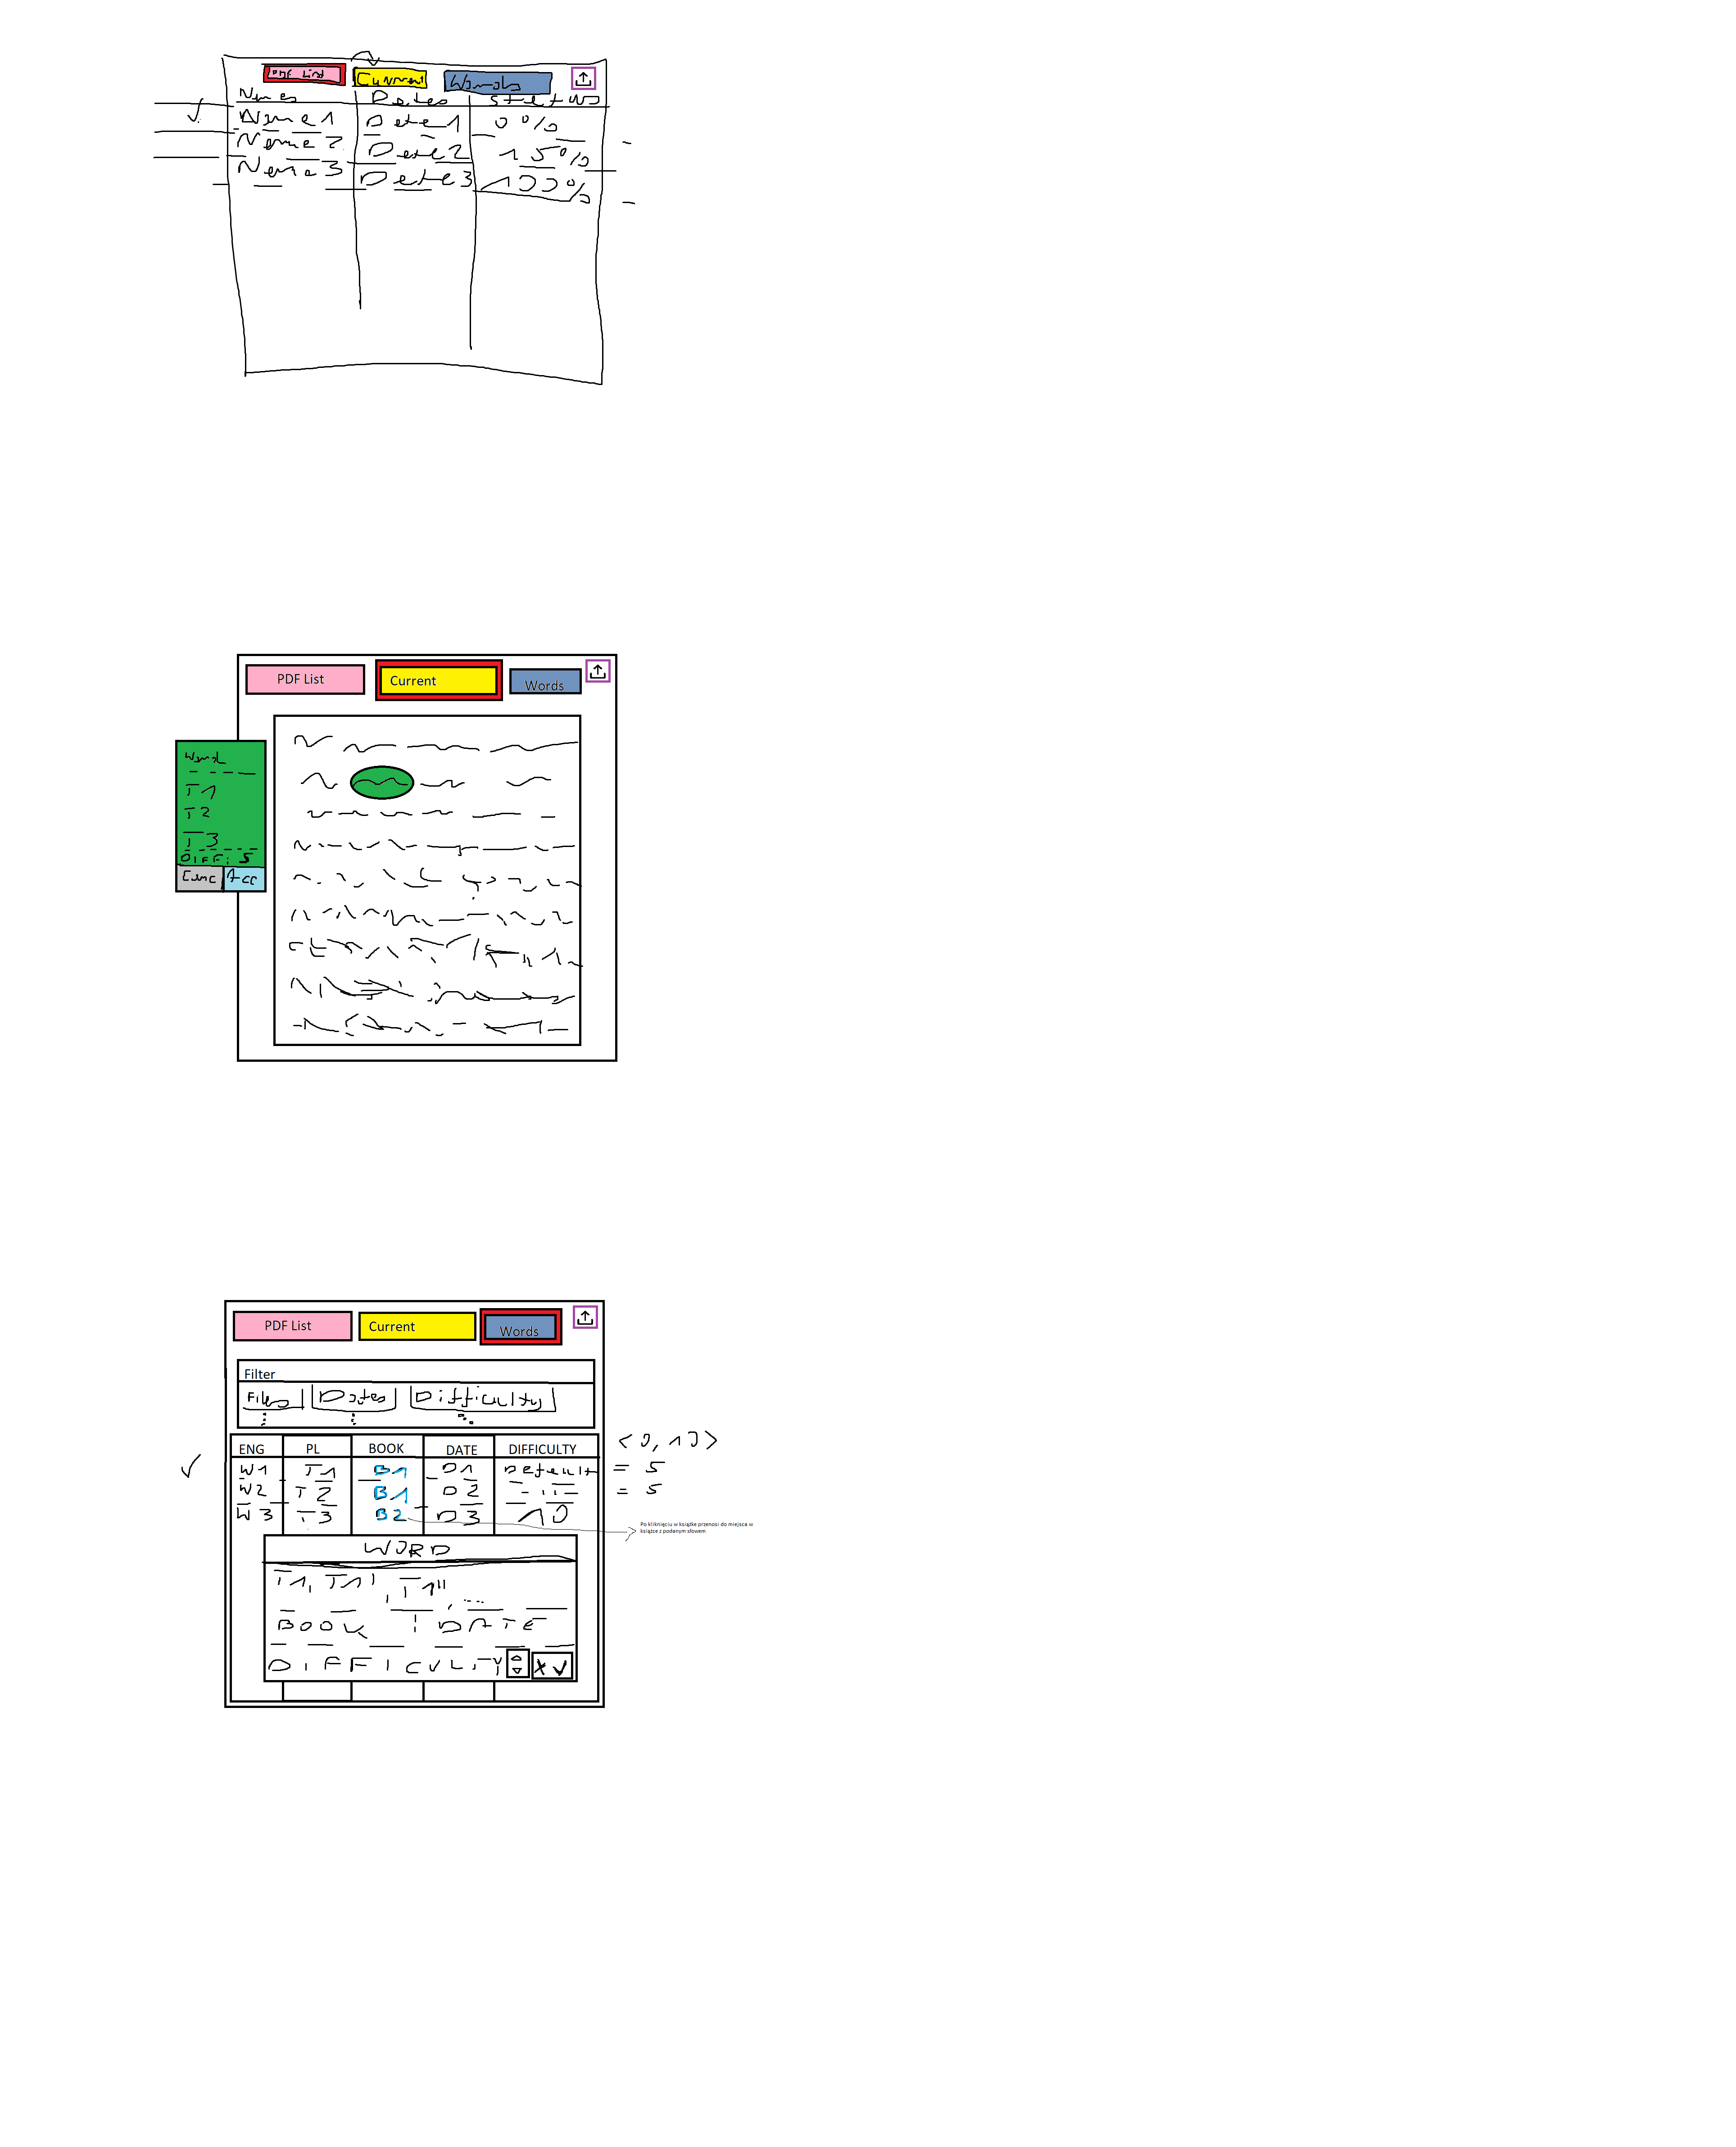 PDF List Current Words
Names Dates Status
Name1 Date1 0%
Name2 Date2 15%
Name3 Date3 100%
PDF List Current Words
Word
T1
T2
T3
Diff: 5
Canc Acc
PDF List Current Words
Filter
Files Dates Difficulty
ENG PL BOOK DATE DIFFICULTY <0,10>
W1 T1 B1 D1 Default = 5
W2 T2 B1 D2 -11- = 5
W3 T3 B2 D3 10
Po kliknięciu w książke przenosi do miejsca w
książce z podanym słowem
WORD
T1, T1', T1'', ...
BOOK | DATE
DIFFICULTY X V